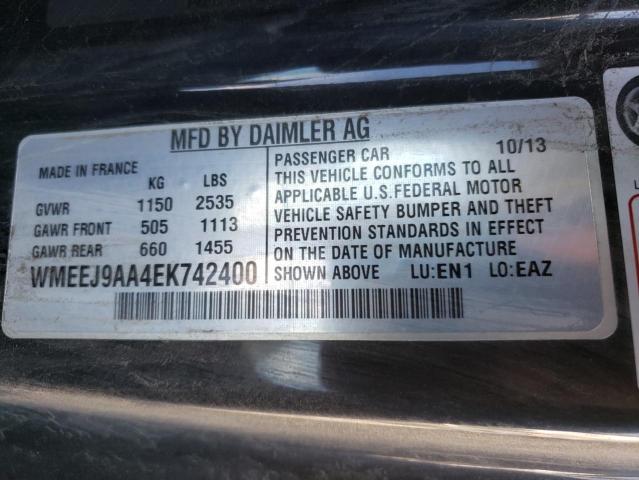 MFD BY DAIMLER AG
MADE IN FRANCE
KG LBS
GVWR 1150 2535
GAWR FRONT 505 1113
GAWR REAR 660 1455
WMEEJ9AA4EK742400
PASSENGER CAR 10/13
THIS VEHICLE CONFORMS TO ALL
APPLICABLE U.S.FEDERAL MOTOR
VEHICLE SAFETY BUMPER AND THEFT
PREVENTION STANDARDS IN EFFECT
ON THE DATE OF MANUFACTURE
SHOWN ABOVE LU:EN1 LO:EAZ